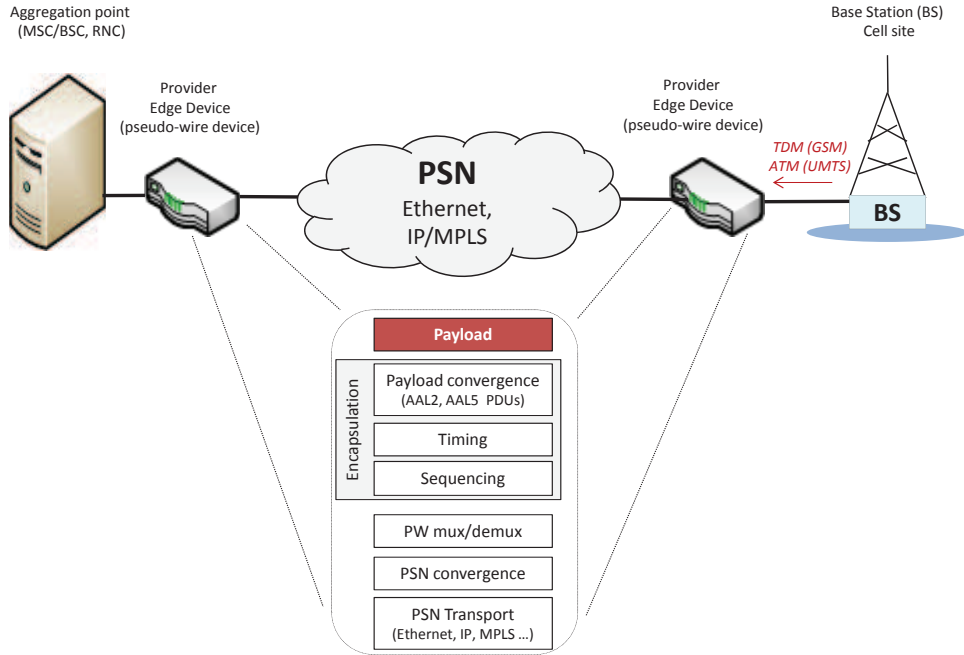 Aggregation point
(MSC/BSC, RNC)
Base Station (BS)
Cell site
Provider
Edge Device
(pseudo-wire device)
Provider
Edge Device
(pseudo-wire device)
TDM (GSM)
ATM (UMTS)
PSN
Ethernet,
IP/MPLS
BS
Payload
Encapsulation
Payload convergence
(AAL2, AAL5 PDUs)
Timing
Sequencing
PW mux/demux
PSN convergence
PSN Transport
(Ethernet, IP, MPLS ...)